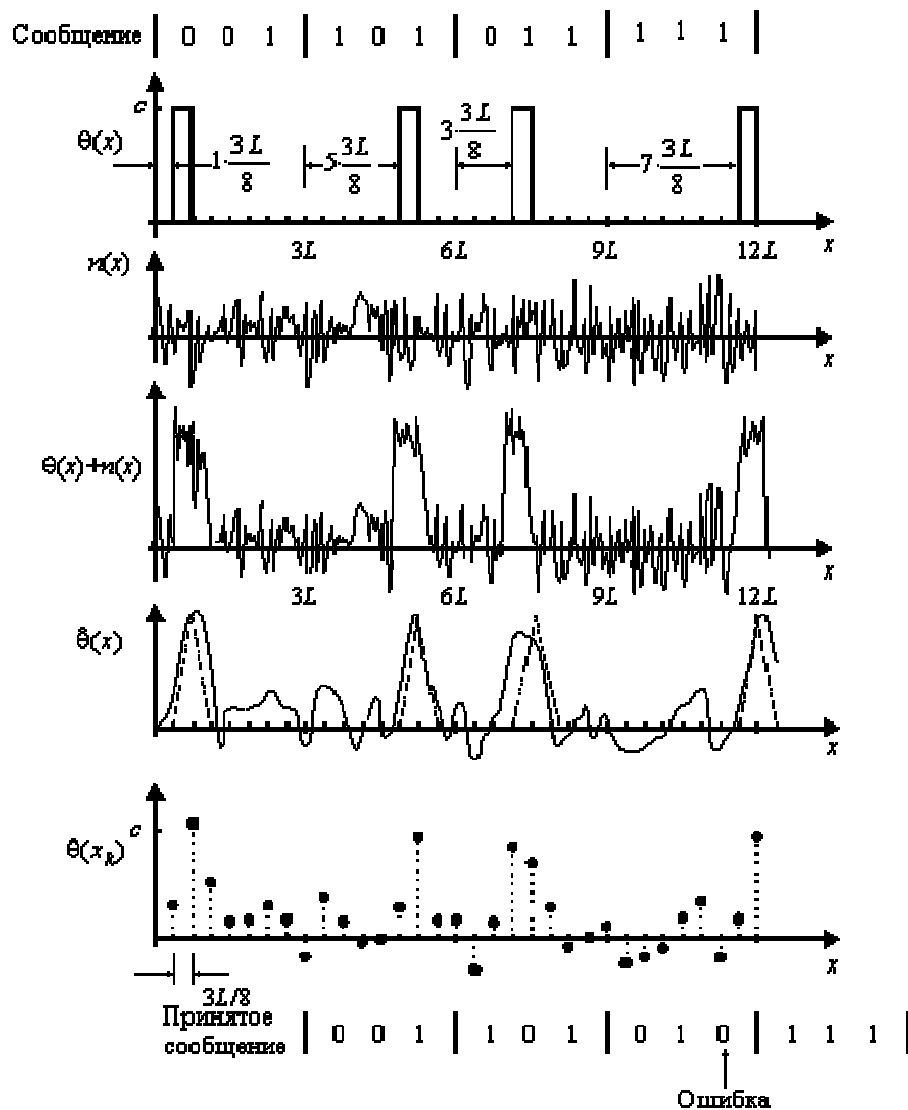 Сообщение 0 0 1 1 0 1 0 1 1 1 1 1
c
θ(x)
1·3L/8 5·3L/8 3·3L/8 7·3L/8
3L 6L 9L 12L x
n(x)
x
θ(x)+n(x)
x
3L 6L 9L 12L
θ̂(x)
x
c
θ̂(x_k)
x
3L/8
Принятое
сообщение 0 0 1 1 0 1 0 1 0 1 1 1
Ошибка